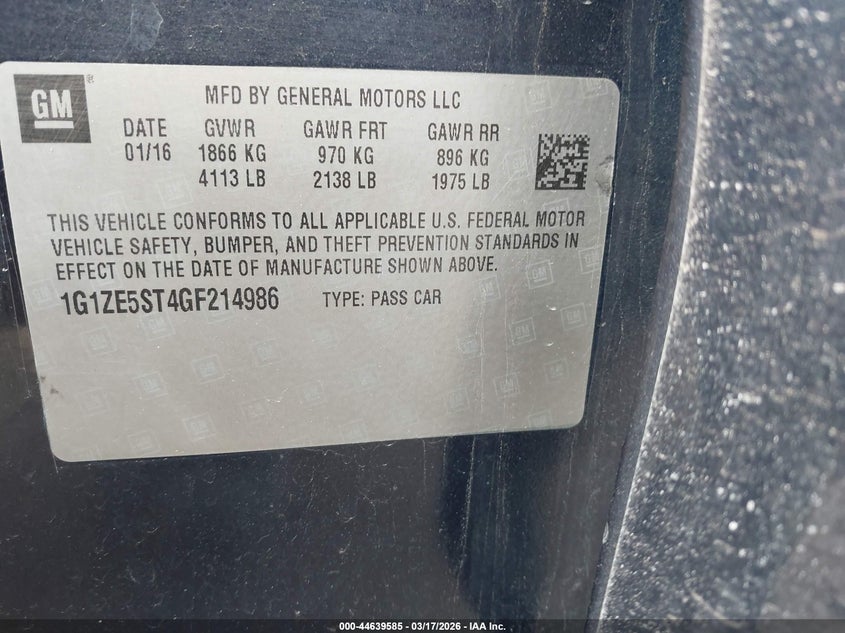 GM ®
MFD BY GENERAL MOTORS LLC
DATE GVWR GAWR FRT GAWR RR
01/16 1866 KG 970 KG 896 KG
4113 LB 2138 LB 1975 LB
THIS VEHICLE CONFORMS TO ALL APPLICABLE U.S. FEDERAL MOTOR
VEHICLE SAFETY, BUMPER, AND THEFT PREVENTION STANDARDS IN
EFFECT ON THE DATE OF MANUFACTURE SHOWN ABOVE.
1G1ZE5ST4GF214986 TYPE: PASS CAR
000-44639585 - 03/17/2026 - IAA Inc.